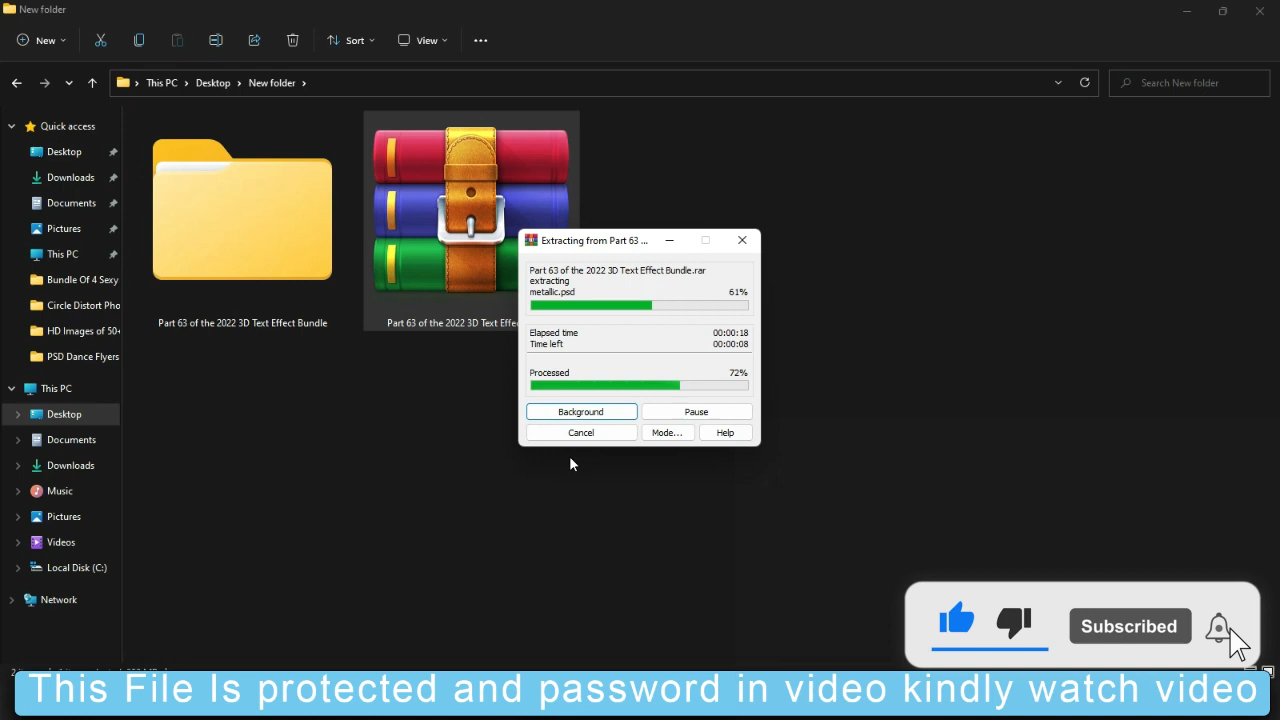 New folder
New
Sort
View
This PC
Desktop
New folder
Search New folder
Quick access
Desktop
Downloads
Documents
Pictures
This PC
Bundle Of 4 Sexy
Circle Distort Pho
HD Images of 50+
PSD Dance Flyers
This PC
Desktop
Documents
Downloads
Music
Pictures
Videos
Local Disk (C:)
Network
Part 63 of the 2022 3D Text Effect Bundle
Part 63 of the 2022 3D Text Effe
Extracting from Part 63 ...
Part 63 of the 2022 3D Text Effect Bundle.rar
extracting
metallic.psd 61%
Elapsed time 00:00:18
Time left 00:00:08
Processed 72%
Background Pause
Cancel Mode... Help
Subscribed
This File Is protected and password in video kindly watch video